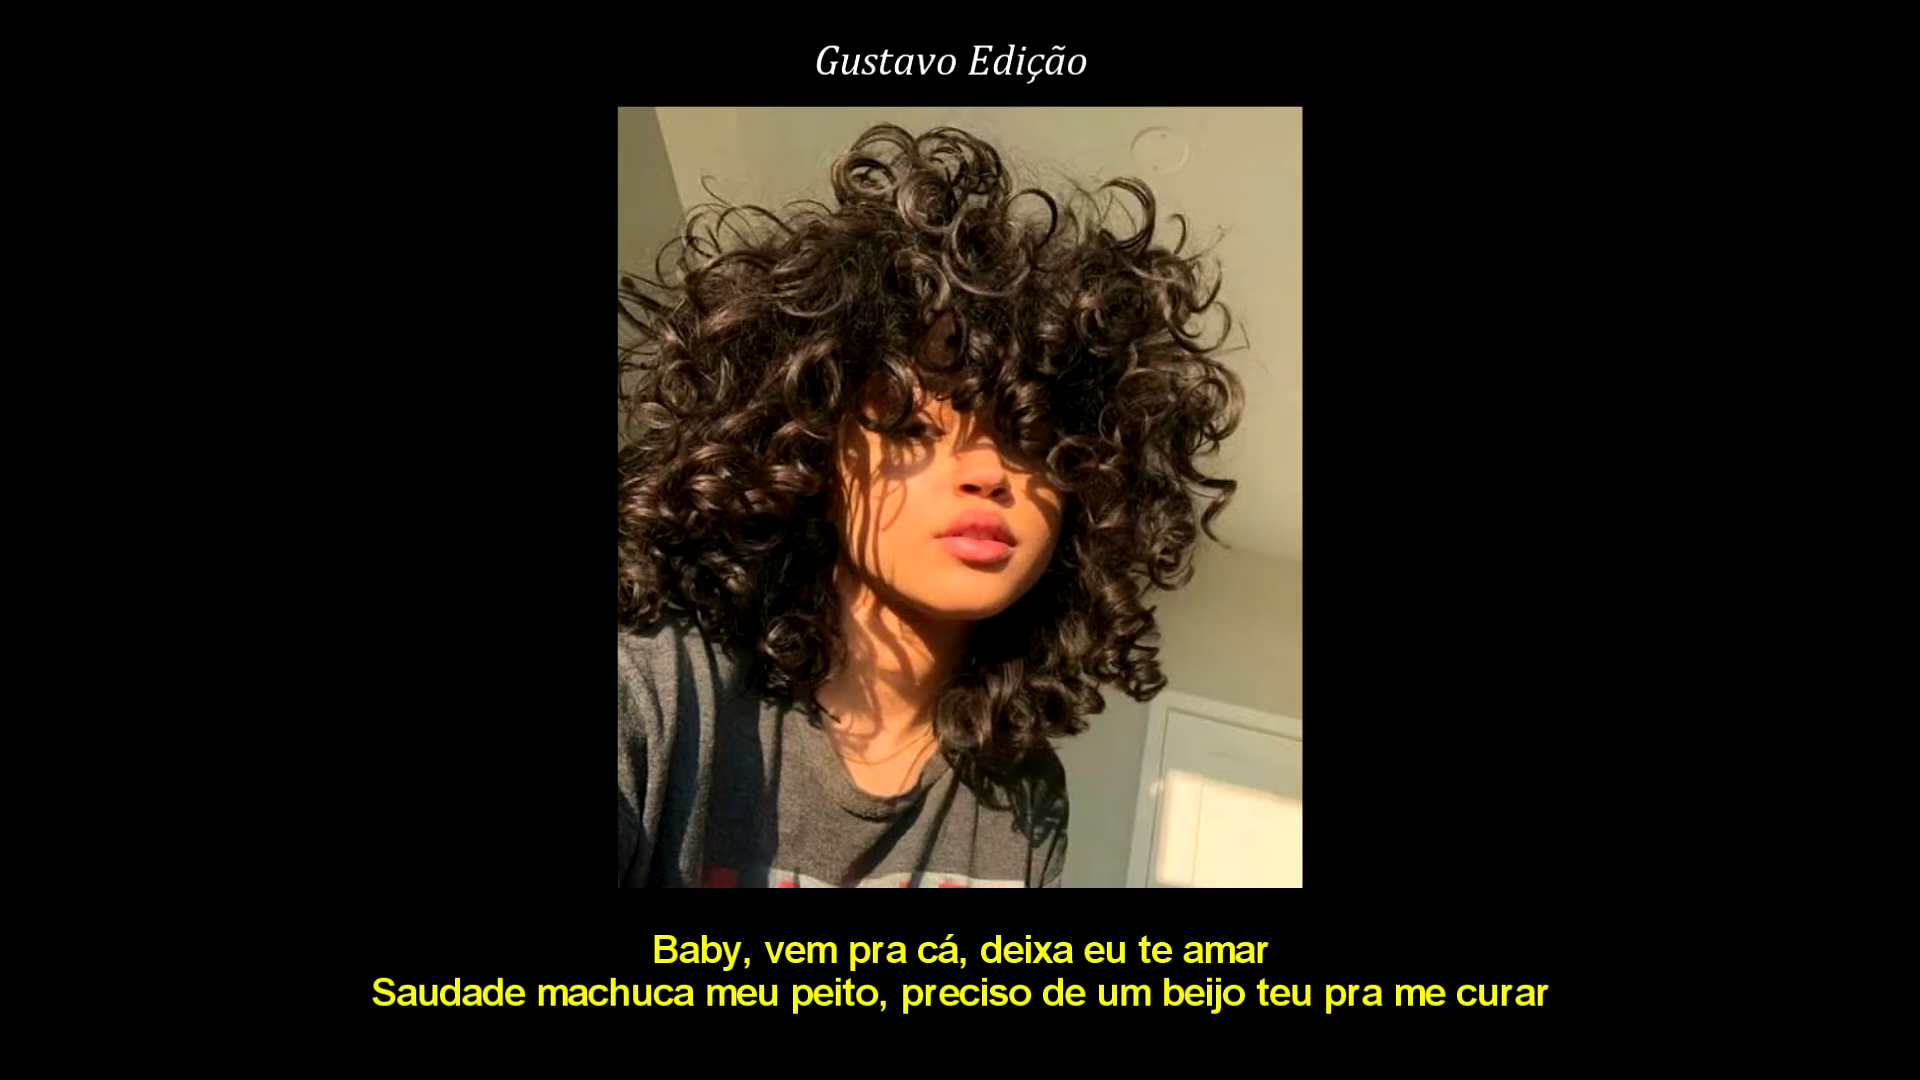 Gustavo Edição
Baby, vem pra cá, deixa eu te amar
Saudade machuca meu peito, preciso de um beijo teu pra me curar